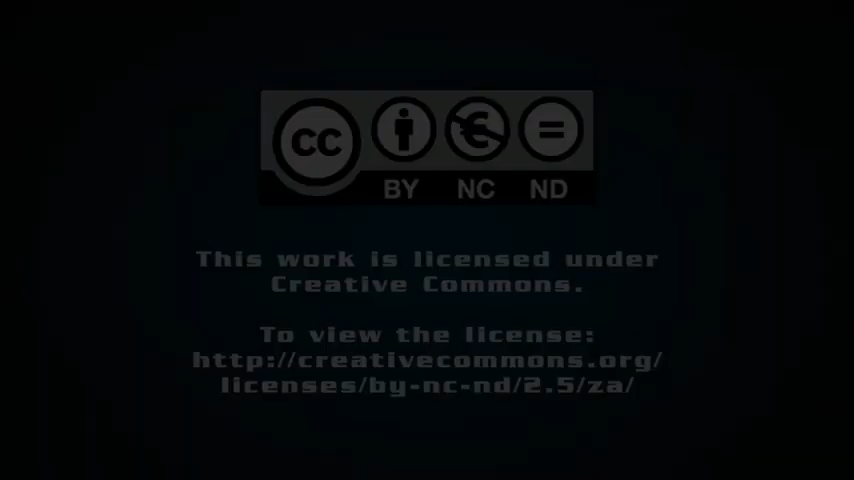 CC
BY NC ND
This work is licensed under
Creative Commons.
To view the license:
http://creativecommons.org/
licenses/by-nc-nd/2.5/za/